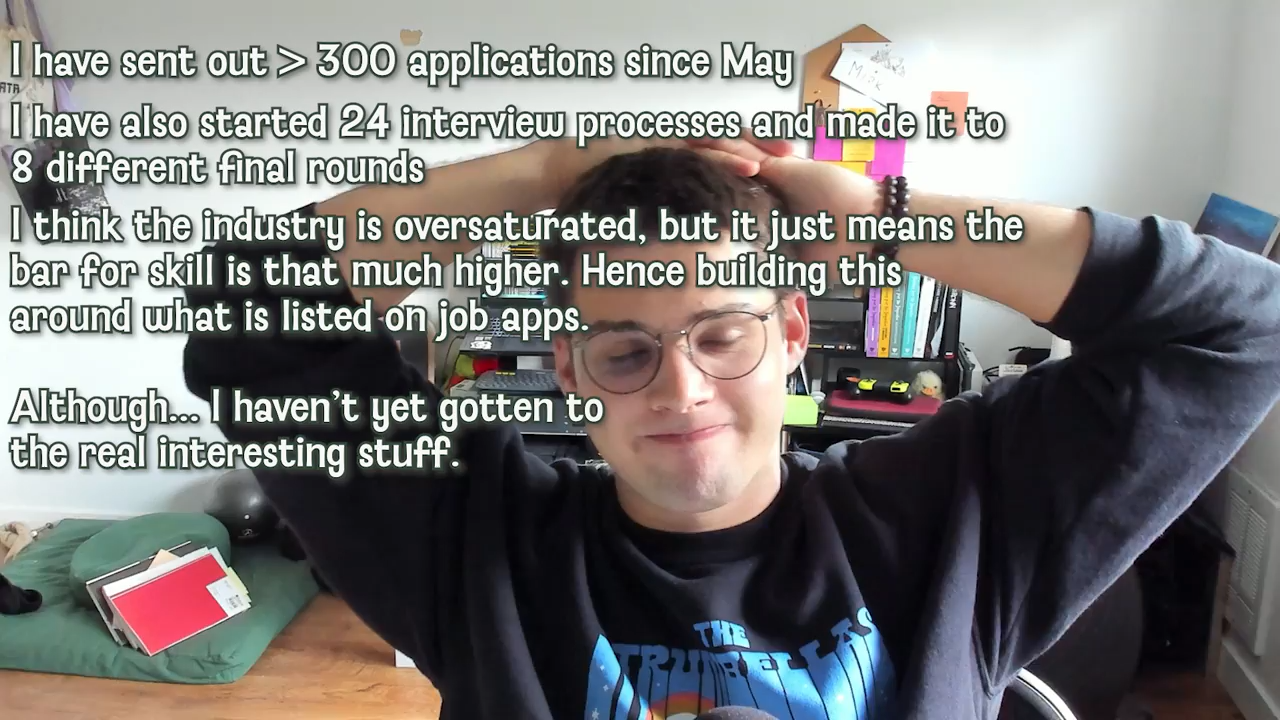 I have sent out > 300 applications since May
I have also started 24 interview processes and made it to
8 different final rounds
I think the industry is oversaturated, but it just means the
bar for skill is that much higher. Hence building this
around what is listed on job apps.
Although... I haven't yet gotten to
the real interesting stuff.
THE